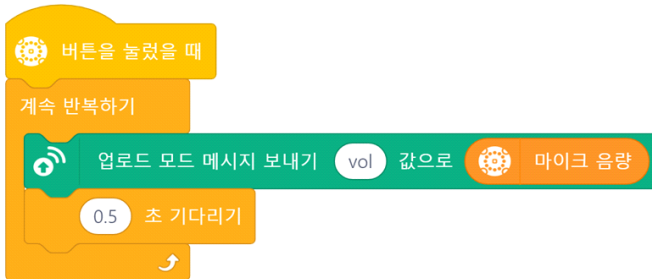 버튼을 눌렀을 때
계속 반복하기
업로드 모드 메시지 보내기 vol 값으로 마이크 음량
0.5 초 기다리기